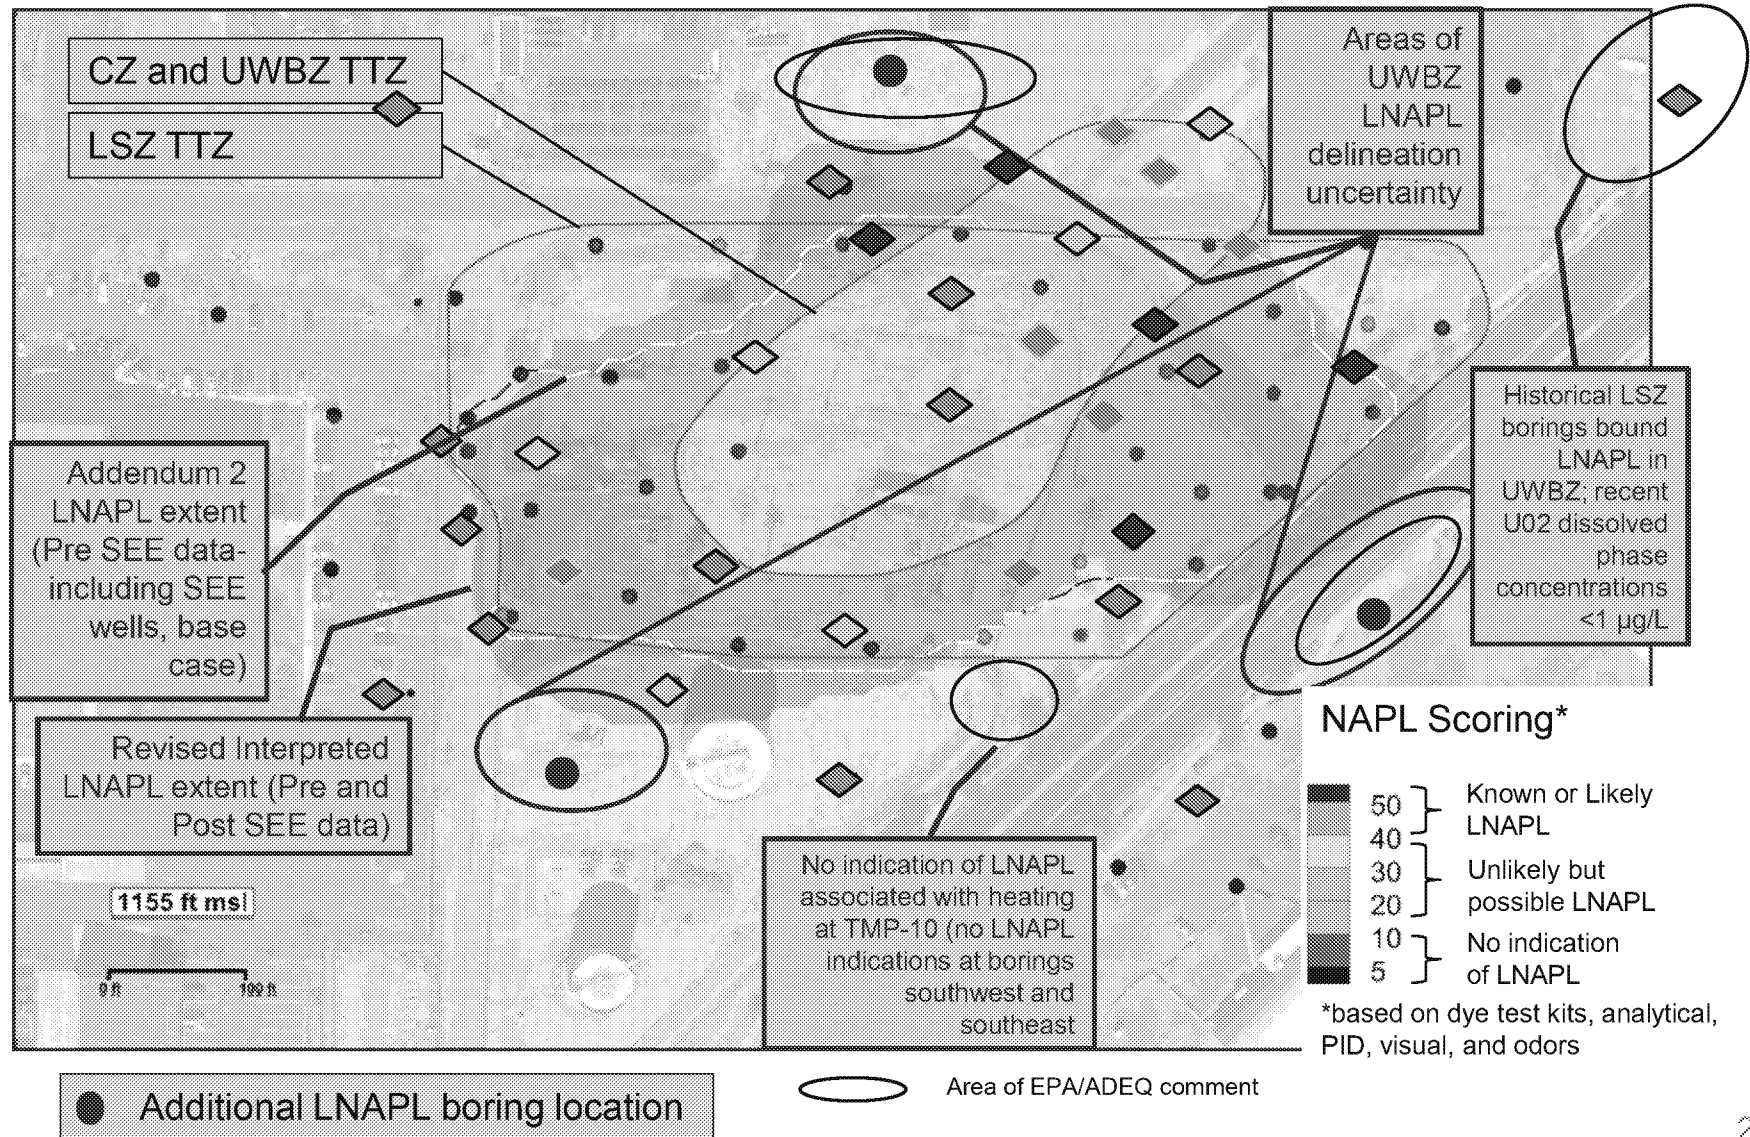 CZ and UWBZ TTZ
LSZ TTZ
Areas of
UWBZ
LNAPL
delineation
uncertainty
Historical LSZ
borings bound
LNAPL in
UWBZ; recent
U02 dissolved
phase
concentrations
<1 µg/L
Addendum 2
LNAPL extent
(Pre SEE data-
including SEE
wells, base
case)
Revised Interpreted
LNAPL extent (Pre and
Post SEE data)
1155 ft msl
0 ft
199 ft
No indication of LNAPL
associated with heating
at TMP-10 (no LNAPL
indications at borings
southwest and
southeast
NAPL Scoring*
50
40
30
20
10
5
Known or Likely
LNAPL
Unlikely but
possible LNAPL
No indication
of LNAPL
*based on dye test kits, analytical,
PID, visual, and odors
Additional LNAPL boring location
Area of EPA/ADEQ comment